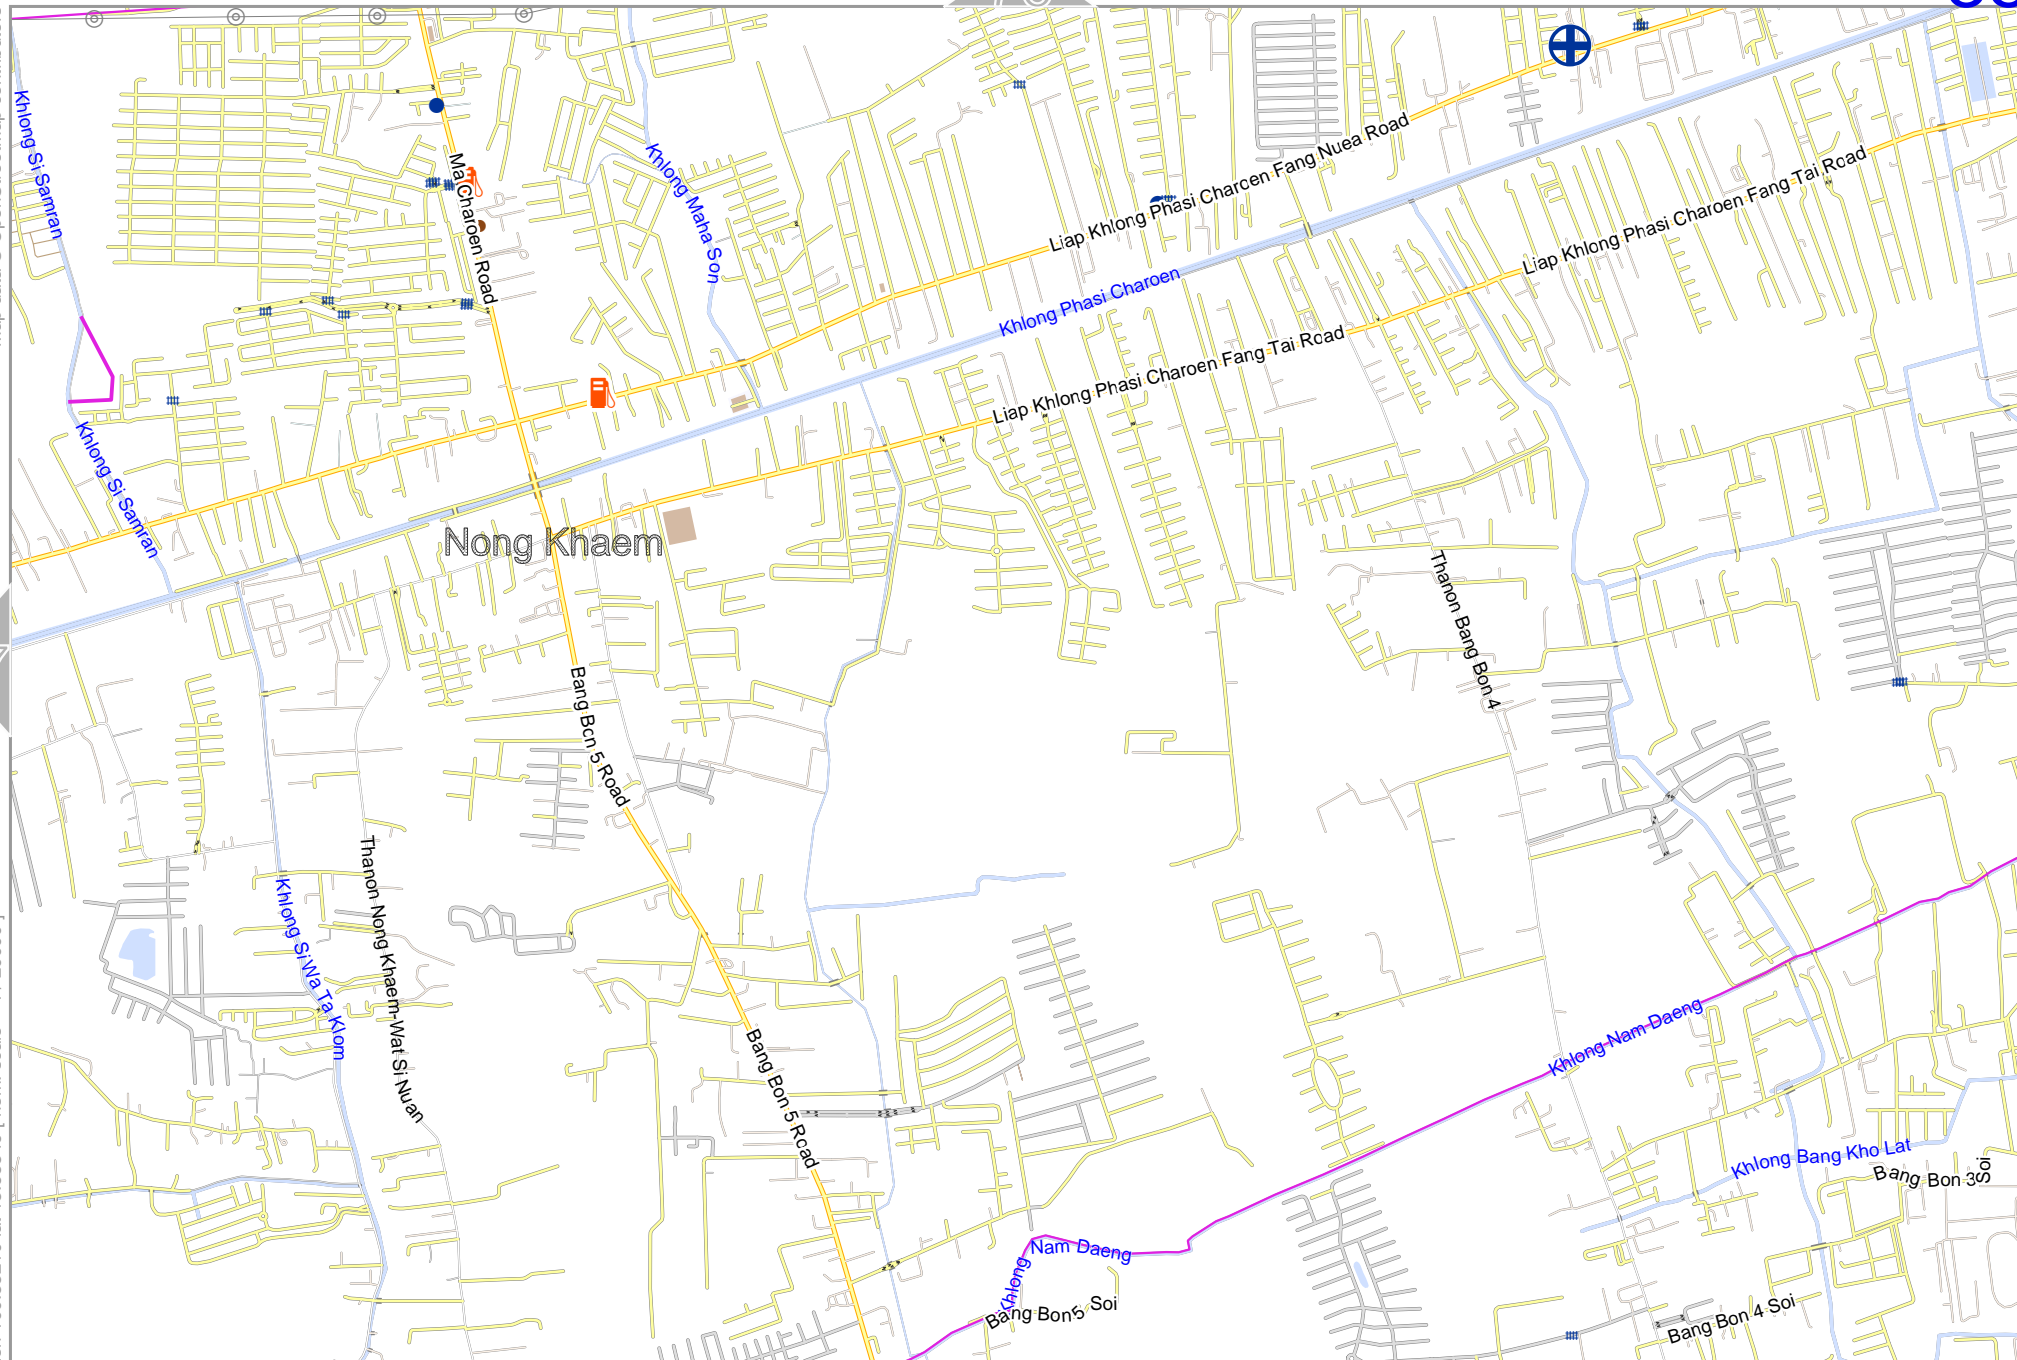 Khlong Si Samran
Ma Charoen Road
Khlong Maha Son
Liap Khlong Phasi Charoen Fang Nuea Road
Khlong Phasi Charoen
Liap Khlong Phasi Charoen Fang Tai Road
Liap Khlong Phasi Charoen Fang Tai Road
Khlong Si Samran
Nong Khaem
Thanon Bang Bon 4
Bang Bon 5 Road
Thanon Nong Khaem-Wat Si Nuan
Khlong Si Wa Ta Klom
Bang Bon 5 Road
Khlong Nam Daeng
Khlong Bang Kho Lat
Bang Bon 3 Soi
Khlong Nam Daeng
Bang Bon 5 Soi
Bang Bon 4 Soi